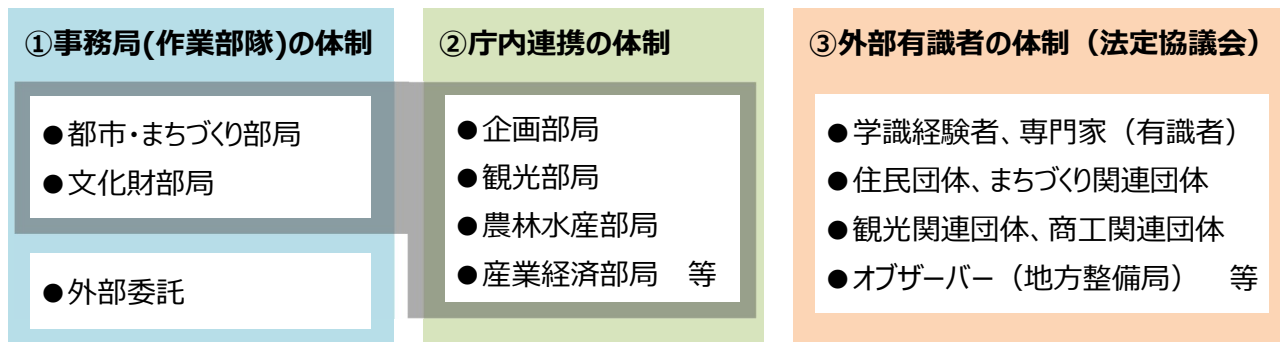 ①事務局(作業部隊)の体制
●都市・まちづくり部局
●文化財部局
●外部委託
②庁内連携の体制
●企画部局
●観光部局
●農林水産部局
●産業経済部局　等
③外部有識者の体制（法定協議会）
●学識経験者、専門家（有識者）
●住民団体、まちづくり関連団体
●観光関連団体、商工関連団体
●オブザーバー（地方整備局）　等